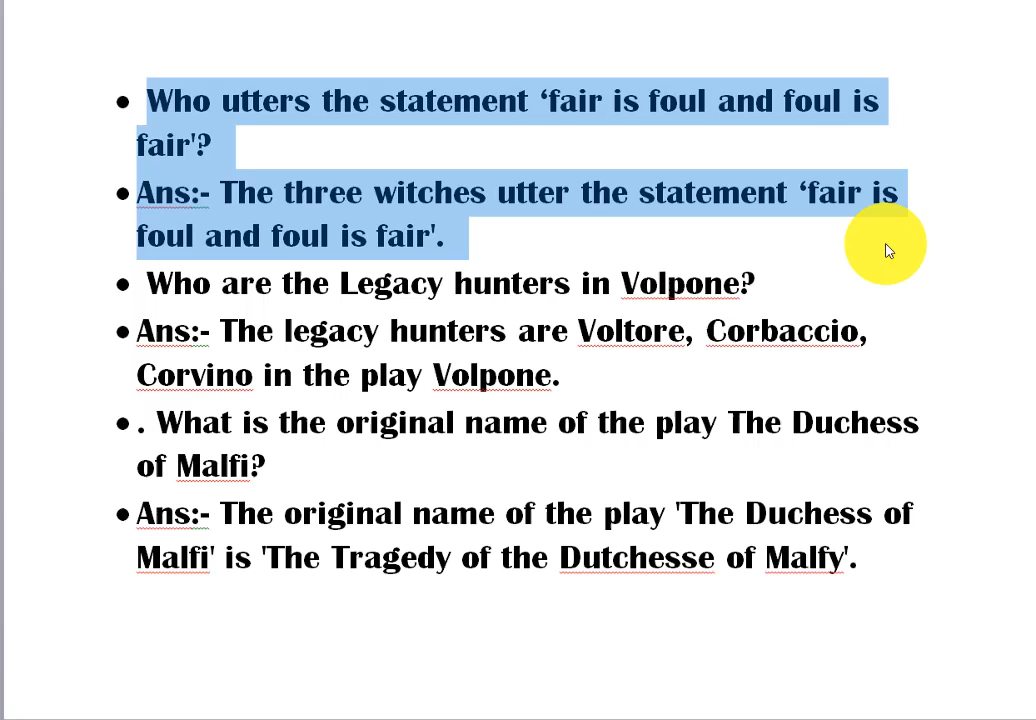 • Who utters the statement ‘fair is foul and foul is
fair'?
• Ans:- The three witches utter the statement ‘fair is
foul and foul is fair'.
• Who are the Legacy hunters in Volpone?
• Ans:- The legacy hunters are Voltore, Corbaccio,
Corvino in the play Volpone.
• . What is the original name of the play The Duchess
of Malfi?
• Ans:- The original name of the play 'The Duchess of
Malfi' is 'The Tragedy of the Dutchesse of Malfy'.